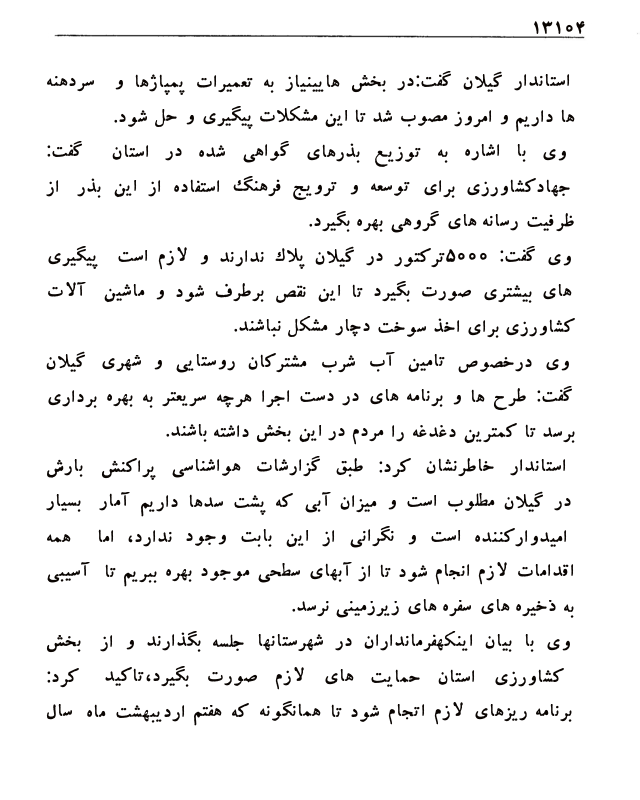 ۱۳۱۰۴
استاندار گیلان گفت:در بخش هایینیاز به تعمیرات پمپاژها و سردهنه
ها داریم و امروز مصوب شد تا این مشکلات پیگیری و حل شود.
وی با اشاره به توزیع بذرهای گواهی شده در استان گفت:
جهادکشاورزی برای توسعه و ترویج فرهنگ استفاده از این بذر از
ظرفیت رسانه های گروهی بهره بگیرد.
وی گفت: ۵۰۰۰ترکتور در گیلان پلاك ندارند و لازم است پیگیری
های بیشتری صورت بگیرد تا این نقص برطرف شود و ماشین آلات
کشاورزی برای اخذ سوخت دچار مشکل نباشند.
وی درخصوص تامین آب شرب مشترکان روستایی و شهری گیلان
گفت: طرح ها و برنامه های در دست اجرا هرچه سریعتر به بهره برداری
برسد تا کمترین دغدغه را مردم در این بخش داشته باشند.
استاندار خاطرنشان کرد: طبق گزارشات هواشناسی پراکنش بارش
در گیلان مطلوب است و میزان آبی که پشت سدها داریم آمار بسیار
امیدوارکننده است و نگرانی از این بابت وجود ندارد، اما همه
اقدامات لازم انجام شود تا از آبهای سطحی موجود بهره ببریم تا آسیبی
به ذخیره های سفره های زیرزمینی نرسد.
وی با بیان اینکهفرمانداران در شهرستانها جلسه بگذارند و از بخش
کشاورزی استان حمایت های لازم صورت بگیرد،تاکید کرد:
برنامه ریزهای لازم اتجام شود تا همانگونه که هفتم اردیبهشت ماه سال